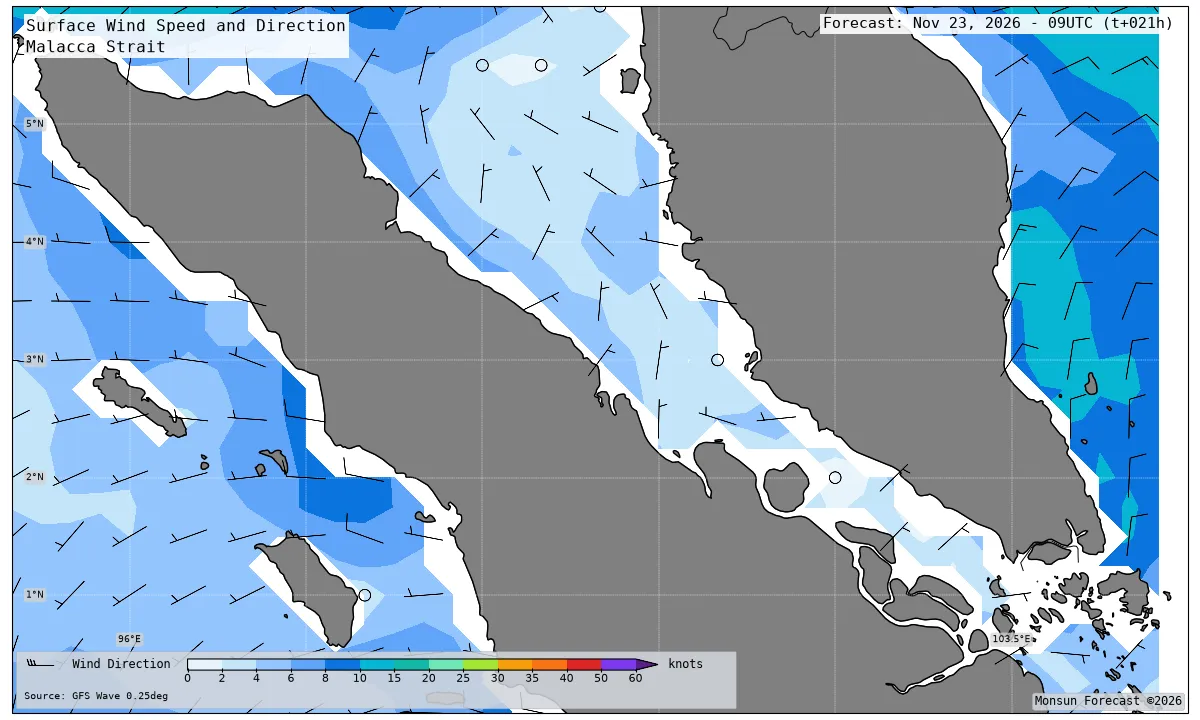 Surface Wind Speed and Direction
Malacca Strait
Forecast: Nov 23, 2026 - 09UTC (t+021h)
5°N
4°N
3°N
2°N
1°N
96°E
103.5°E
Wind Direction
0 2 4 6 8 10 15 20 25 30 35 40 50 60
knots
Source: GFS Wave 0.25deg
Monsun Forecast ©2026